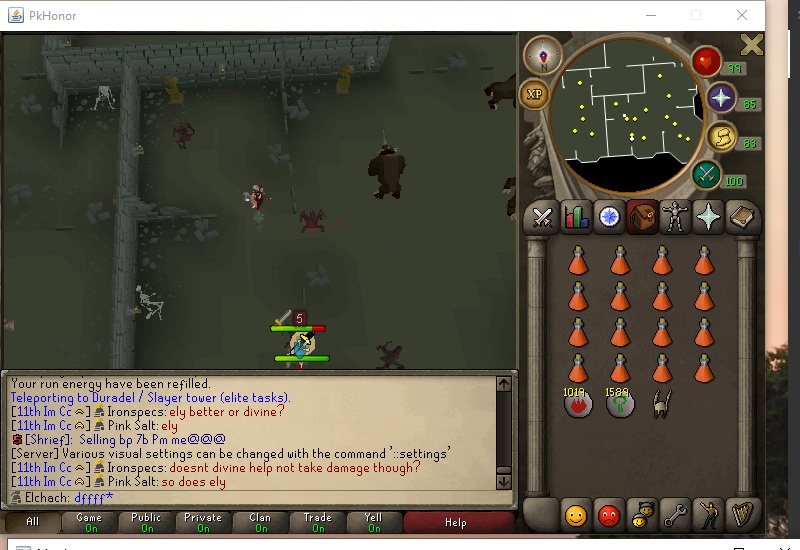 PkHonor
N
99
XP
85
83
100
5
1019
1589
Your run energy have been refilled.
Teleporting to Duradel / Slayer tower (elite tasks).
[11th Im Cc] Ironspecs: ely better or divine?
[11th Im Cc] Pink Salt: ely
[Shrief]: Selling bp 7b Pm me@@@
[Server] Various visual settings can be changed with the command '::settings'
[11th Im Cc] Ironspecs: doesnt divine help not take damage though?
[11th Im Cc] Pink Salt: so does ely
Elchach: dffff*
All Game On Public On Private On Clan On Trade On Yell On Help